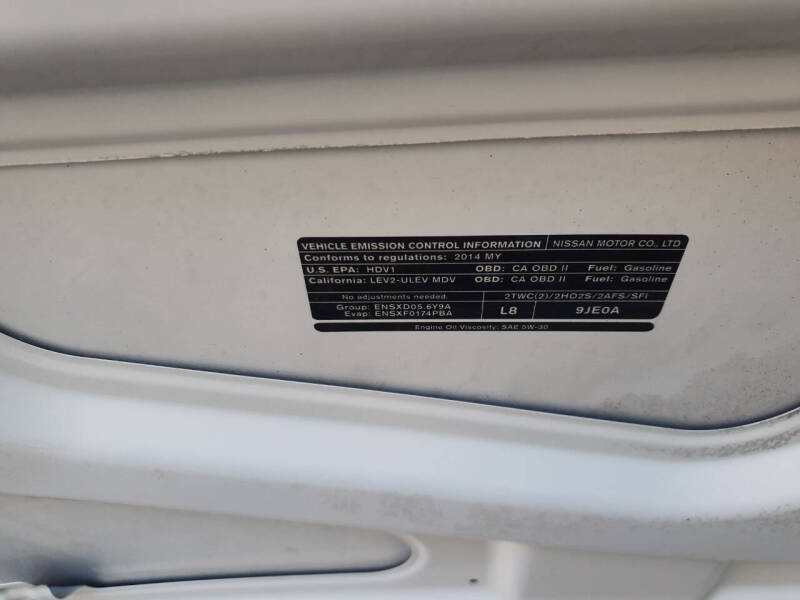 VEHICLE EMISSION CONTROL INFORMATION NISSAN MOTOR CO., LTD
Conforms to regulations: 2014 MY
U.S. EPA: HDV1 OBD: CA OBD II Fuel: Gasoline
California: LEV2-ULEV MDV OBD: CA OBD II Fuel: Gasoline
No adjustments needed. 2TWC(2)/2HO2S/2AFS/SFI
Group: ENSXD05.6Y9A
Evap: ENSXF0174PBA L8 9JE0A
Engine Oil Viscosity: SAE 5W-30